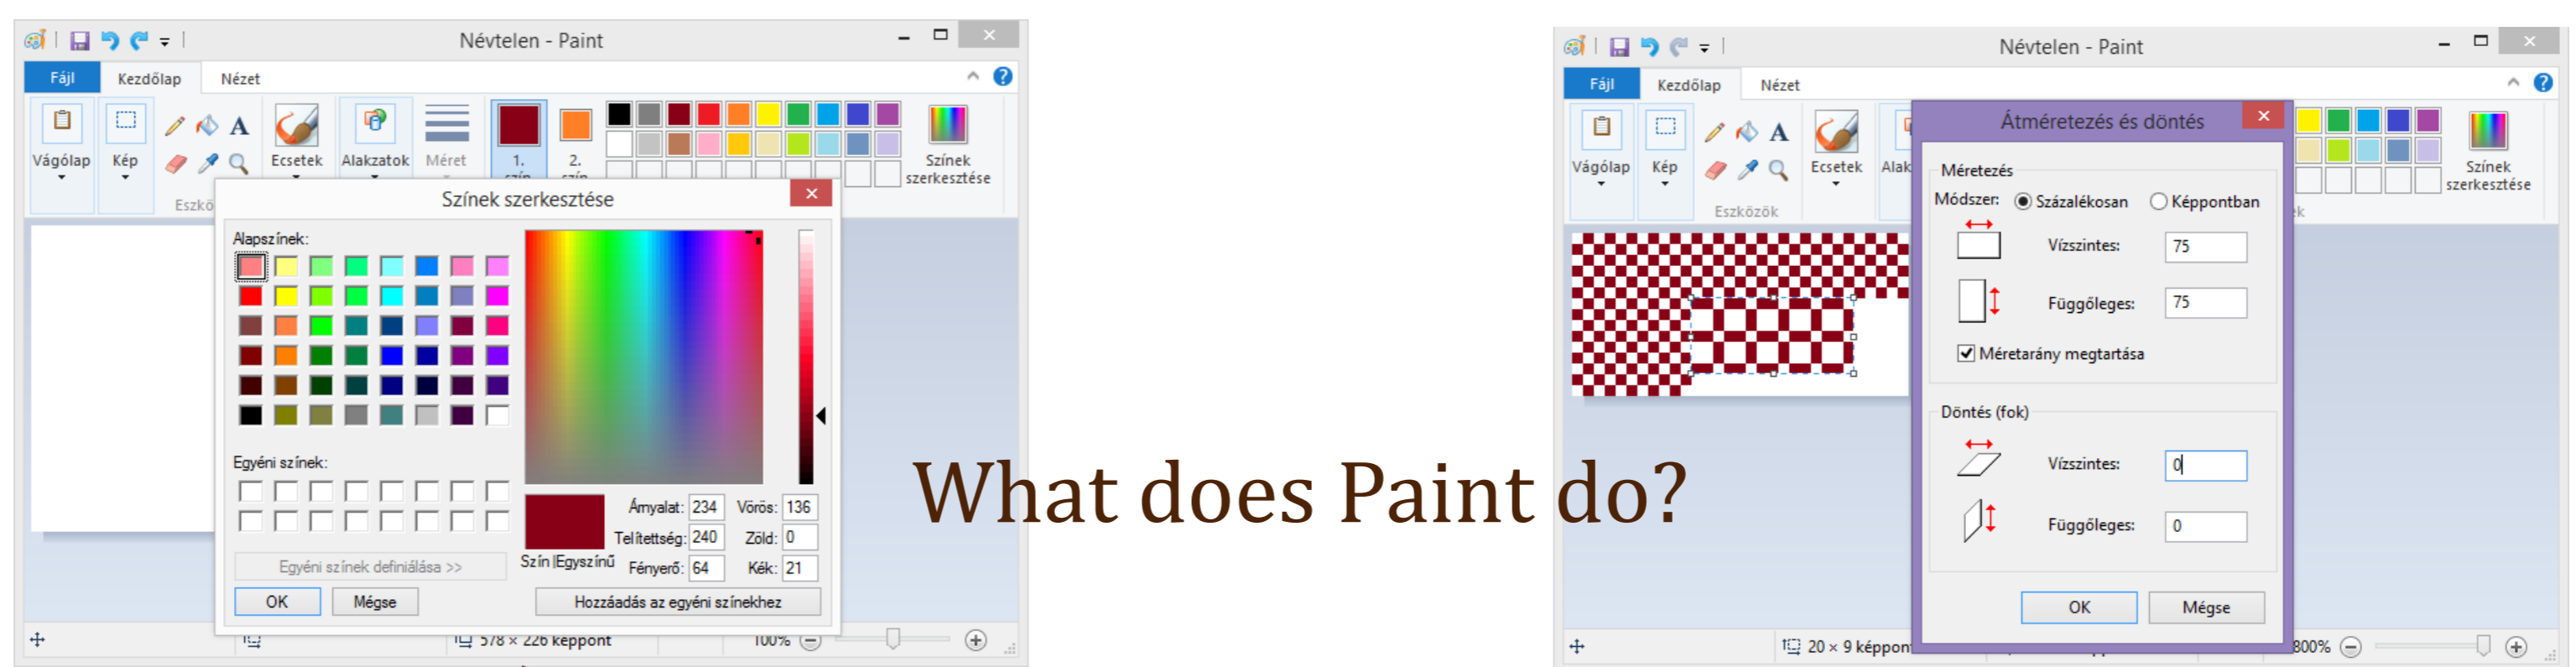 Névtelen - Paint
Fájl Kezdőlap Nézet
Vágólap Kép A Ecsetek Alakzatok Méret 1. 2. Színek szerkesztése
Színek szerkesztése
Alapszínek:
Egyéni színek:
Egyéni színek definiálása >>
OK Mégse
Szín|Egyszínű
Árnyalat: 234 Vörös: 136
Telítettség: 240 Zöld: 0
Fényerő: 64 Kék: 21
Hozzáadás az egyéni színekhez
578 × 226 képpont 100%
What does Paint do?
Névtelen - Paint
Fájl Kezdőlap Nézet
Vágólap Kép A Ecsetek Alak Színek szerkesztése
Eszközök
Átméretezés és döntés
Méretezés
Módszer: Százalékosan Képpontban
Vízszintes: 75
Függőleges: 75
Méretarány megtartása
Döntés (fok)
Vízszintes: 0
Függőleges: 0
OK Mégse
20 × 9 képpont 800%